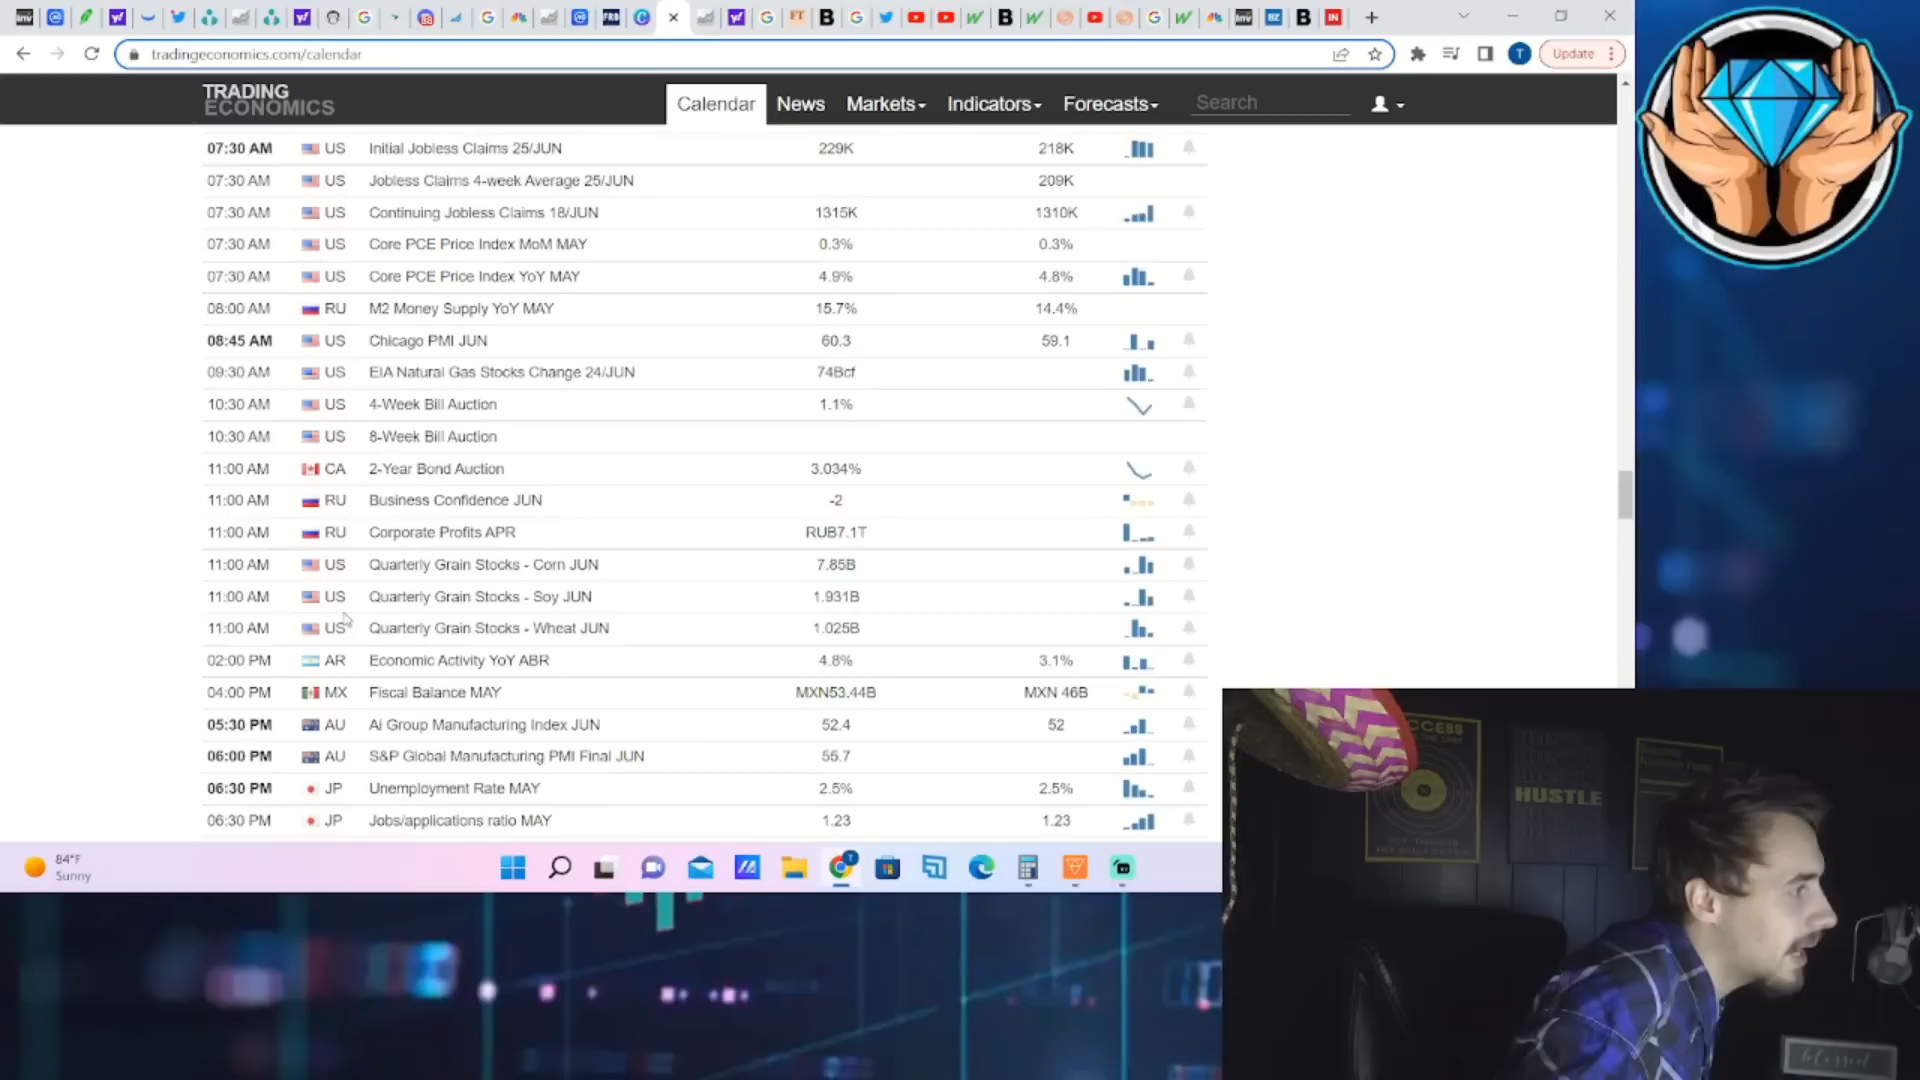 tradingeconomics.com/calendar
T
Update
TRADING
ECONOMICS
Calendar
News
Markets
Indicators
Forecasts
Search
07:30 AM US Initial Jobless Claims 25/JUN 229K 218K
07:30 AM US Jobless Claims 4-week Average 25/JUN 209K
07:30 AM US Continuing Jobless Claims 18/JUN 1315K 1310K
07:30 AM US Core PCE Price Index MoM MAY 0.3% 0.3%
07:30 AM US Core PCE Price Index YoY MAY 4.9% 4.8%
08:00 AM RU M2 Money Supply YoY MAY 15.7% 14.4%
08:45 AM US Chicago PMI JUN 60.3 59.1
09:30 AM US EIA Natural Gas Stocks Change 24/JUN 74Bcf
10:30 AM US 4-Week Bill Auction 1.1%
10:30 AM US 8-Week Bill Auction
11:00 AM CA 2-Year Bond Auction 3.034%
11:00 AM RU Business Confidence JUN -2
11:00 AM RU Corporate Profits APR RUB7.1T
11:00 AM US Quarterly Grain Stocks - Corn JUN 7.85B
11:00 AM US Quarterly Grain Stocks - Soy JUN 1.931B
11:00 AM US Quarterly Grain Stocks - Wheat JUN 1.025B
02:00 PM AR Economic Activity YoY ABR 4.8% 3.1%
04:00 PM MX Fiscal Balance MAY MXN53.44B MXN 46B
05:30 PM AU Ai Group Manufacturing Index JUN 52.4 52
06:00 PM AU S&P Global Manufacturing PMI Final JUN 55.7
06:30 PM JP Unemployment Rate MAY 2.5% 2.5%
06:30 PM JP Jobs/applications ratio MAY 1.23 1.23
84°F
Sunny
HUSTLE
blessed